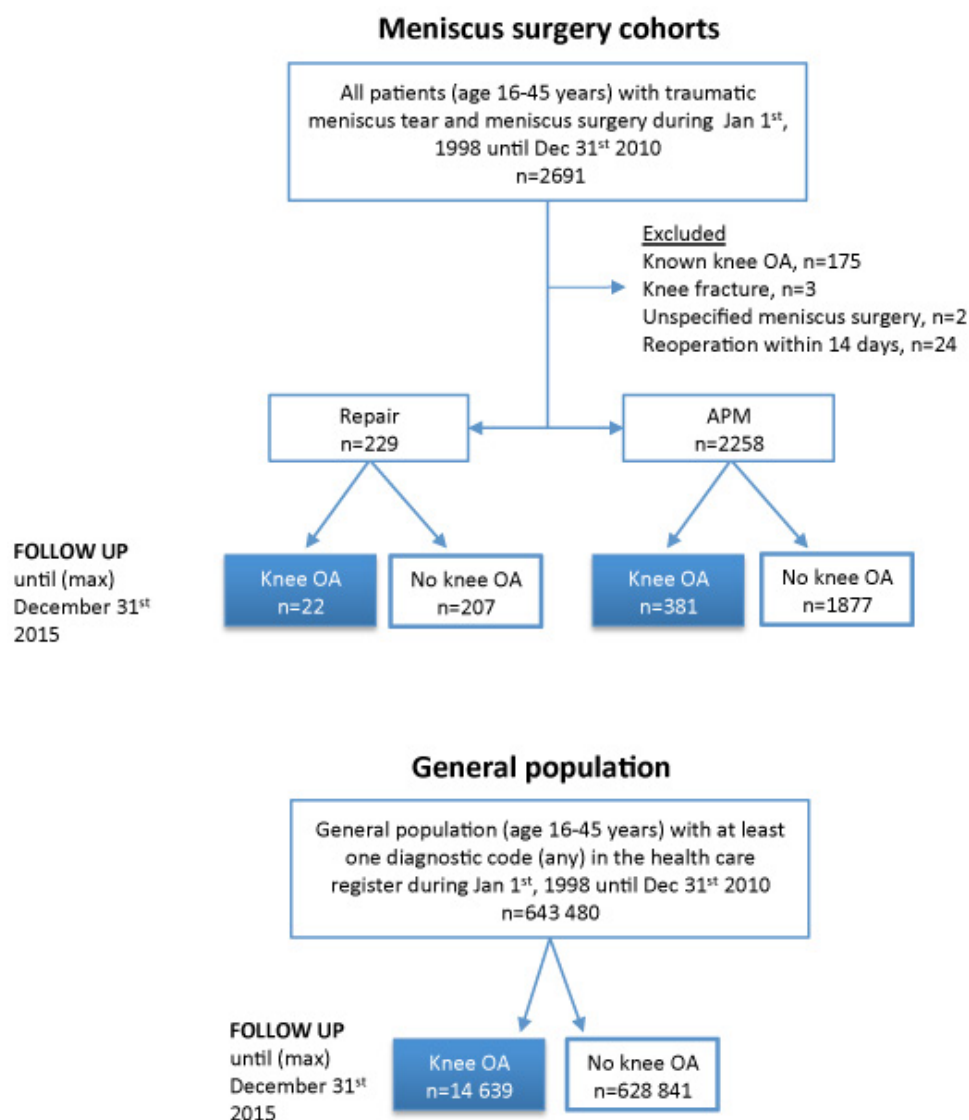 Meniscus surgery cohorts
All patients (age 16-45 years) with traumatic
meniscus tear and meniscus surgery during Jan 1st,
1998 until Dec 31st 2010
n=2691
Excluded
Known knee OA, n=175
Knee fracture, n=3
Unspecified meniscus surgery, n=2
Reoperation within 14 days, n=24
Repair
n=229
APM
n=2258
FOLLOW UP
until (max)
December 31st
2015
Knee OA
n=22
No knee OA
n=207
Knee OA
n=381
No knee OA
n=1877
General population
General population (age 16-45 years) with at least
one diagnostic code (any) in the health care
register during Jan 1st, 1998 until Dec 31st 2010
n=643 480
FOLLOW UP
until (max)
December 31st
2015
Knee OA
n=14 639
No knee OA
n=628 841